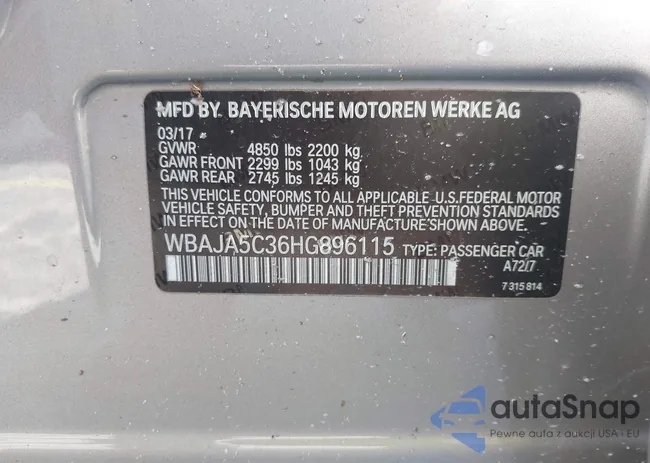 MFD BY BAYERISCHE MOTOREN WERKE AG
03/17
GVWR 4850 lbs 2200 kg
GAWR FRONT 2299 lbs 1043 kg
GAWR REAR 2745 lbs 1245 kg
THIS VEHICLE CONFORMS TO ALL APPLICABLE U.S.FEDERAL MOTOR
VEHICLE SAFETY, BUMPER AND THEFT PREVENTION STANDARDS
IN EFFECT ON THE DATE OF MANUFACTURE SHOWN ABOVE.
WBAJA5C36HG896115 TYPE: PASSENGER CAR
A72/7
7 315 814
autaSnap
Pewne auta z aukcji USA i EU